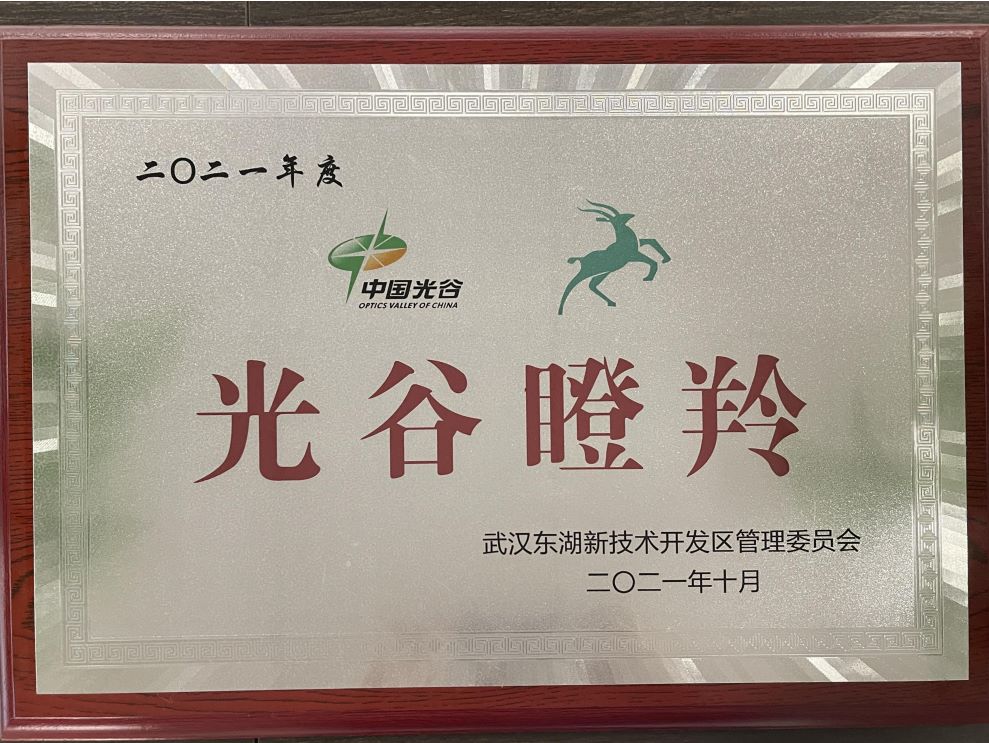 二〇二一年度
中国光谷
OPTICS VALLEY OF CHINA
光谷瞪羚
武汉东湖新技术开发区管理委员会
二〇二一年十月